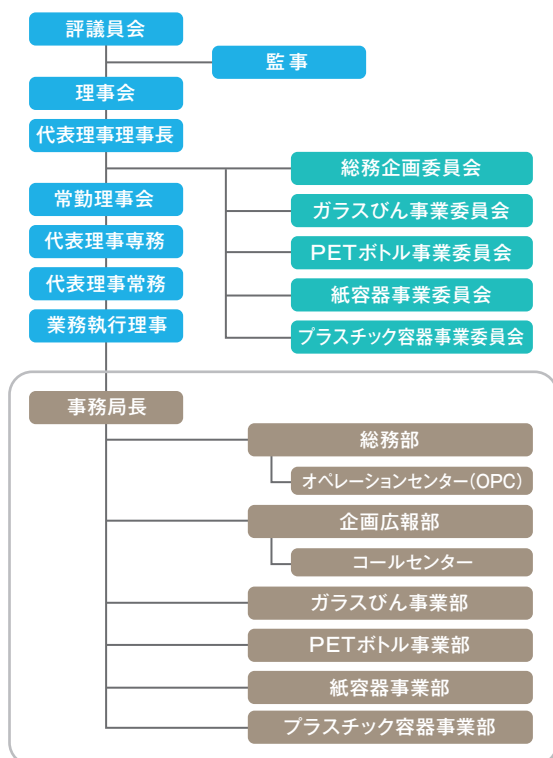 評議員会
監事
理事会
代表理事理事長
総務企画委員会
常勤理事会
ガラスびん事業委員会
代表理事専務
PETボトル事業委員会
代表理事常務
紙容器事業委員会
業務執行理事
プラスチック容器事業委員会
事務局長
総務部
オペレーションセンター(OPC)
企画広報部
コールセンター
ガラスびん事業部
PETボトル事業部
紙容器事業部
プラスチック容器事業部